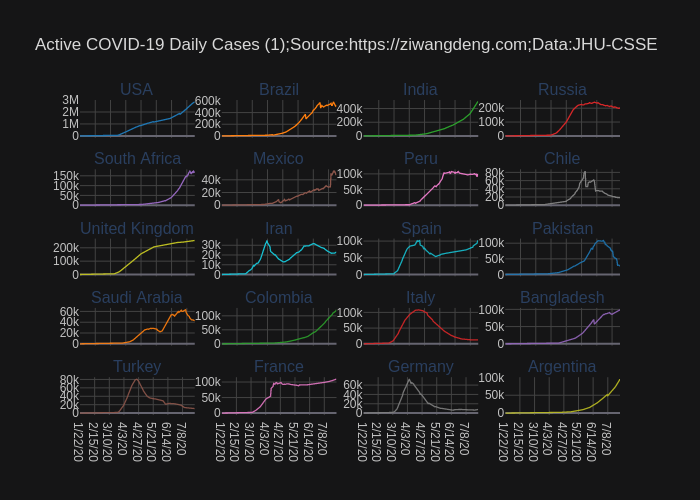 Active COVID-19 Daily Cases (1);Source:https://ziwangdeng.com;Data:JHU-CSSE
USA Brazil India Russia
3M 2M 1M 0 600k 400k 200k 0 400k 200k 0 200k 100k 0
South Africa Mexico Peru Chile
150k 100k 50k 0 40k 20k 0 100k 50k 0 80k 60k 40k 20k 0
United Kingdom Iran Spain Pakistan
200k 100k 0 30k 20k 10k 0 100k 50k 0 100k 50k 0
Saudi Arabia Colombia Italy Bangladesh
60k 40k 20k 0 100k 50k 0 100k 50k 0 100k 50k 0
Turkey France Germany Argentina
80k 60k 40k 20k 0 100k 50k 0 60k 40k 20k 0 100k 50k 0
1/22/20 2/15/20 3/10/20 4/3/20 4/27/20 5/21/20 6/14/20 7/8/20 1/22/20 2/15/20 3/10/20 4/3/20 4/27/20 5/21/20 6/14/20 7/8/20 1/22/20 2/15/20 3/10/20 4/3/20 4/27/20 5/21/20 6/14/20 7/8/20 1/22/20 2/15/20 3/10/20 4/3/20 4/27/20 5/21/20 6/14/20 7/8/20